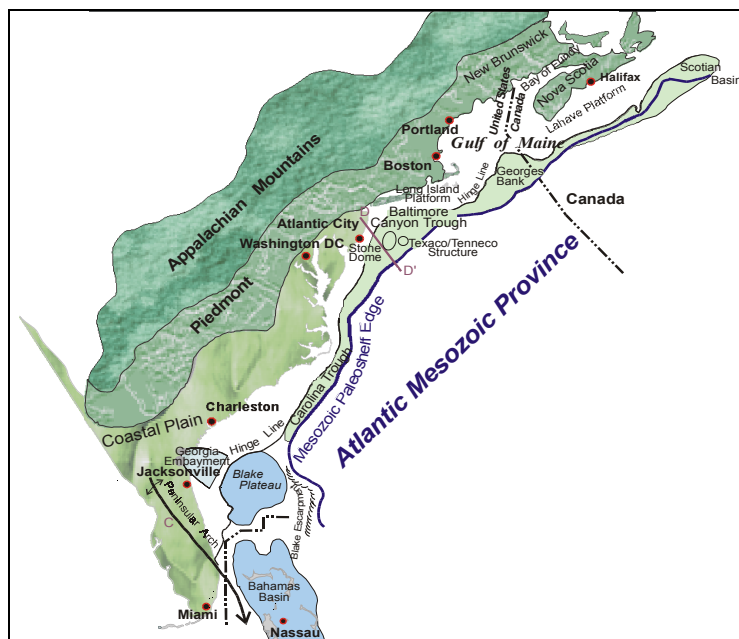 Scotian
Basin
New Brunswick
Bay of Fundy
Nova Scotia
Halifax
United States
Canada
Lahave Platform
Portland
Gulf of Maine
Boston
Appalachian Mountains
Hinge Line
Georges
Bank
Long Island
Platform
Canada
D
Baltimore
Canyon Trough
Atlantic City
Washington DC
Stone
Dome
Texaco/Tenneco
Structure
D'
Piedmont
Atlantic Mesozoic Province
Mesozoic Paleoshelf Edge
Carolina Trough
Charleston
Coastal Plain
Hinge Line
Georgia
Embayment
Jacksonville
Blake
Plateau
Peninsular Arch
C
Blake Escarpment
Bahamas
Basin
Miami
Nassau